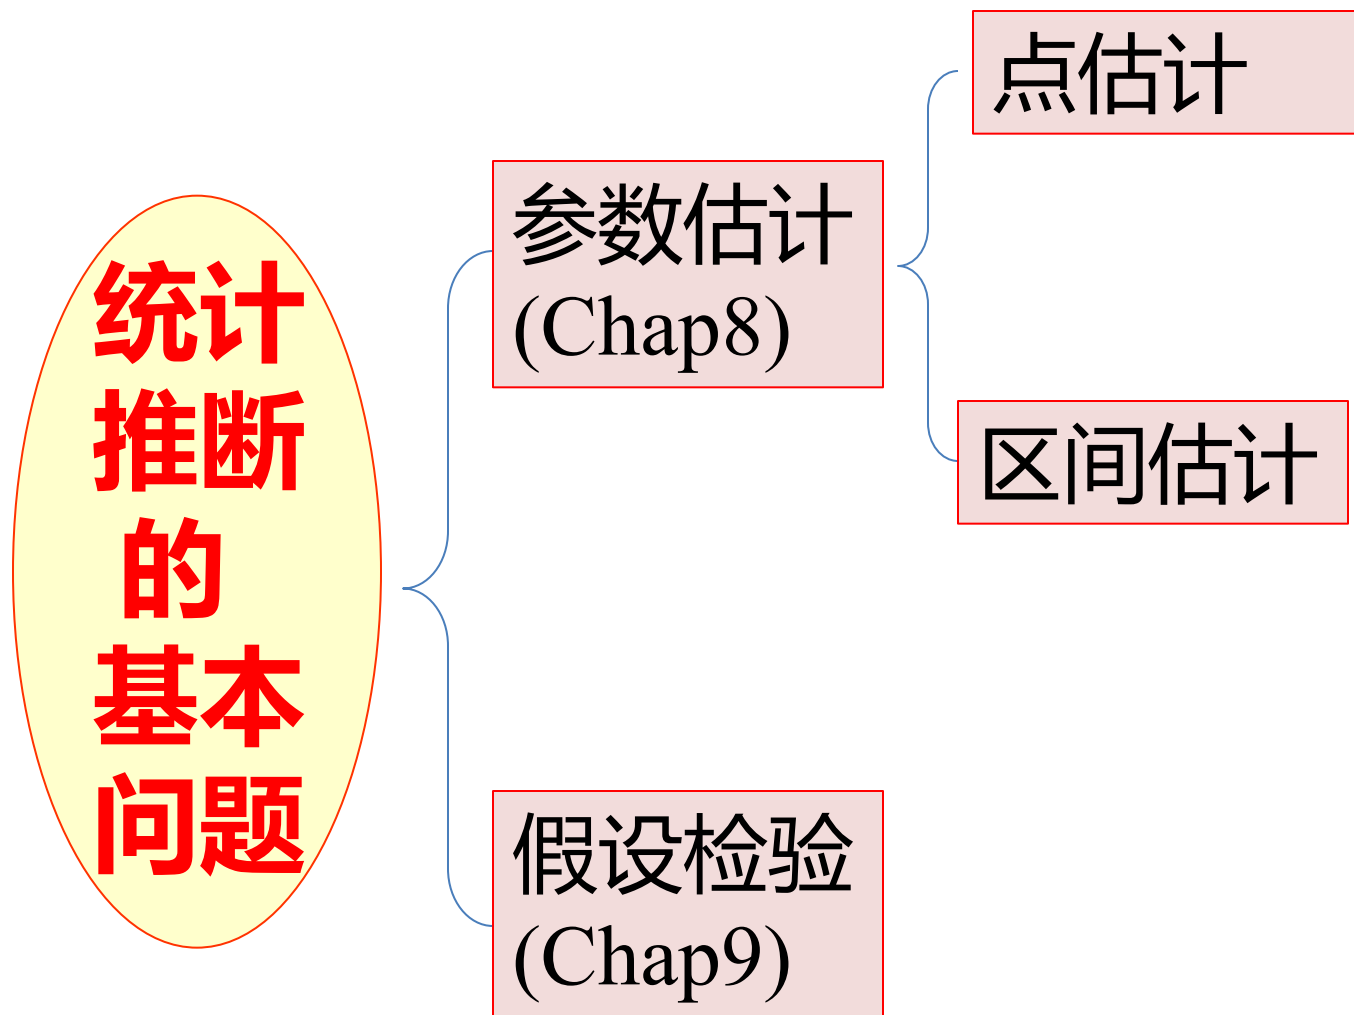 统计
推断
的
基本
问题
参数估计
(Chap8)
点估计
区间估计
假设检验
(Chap9)